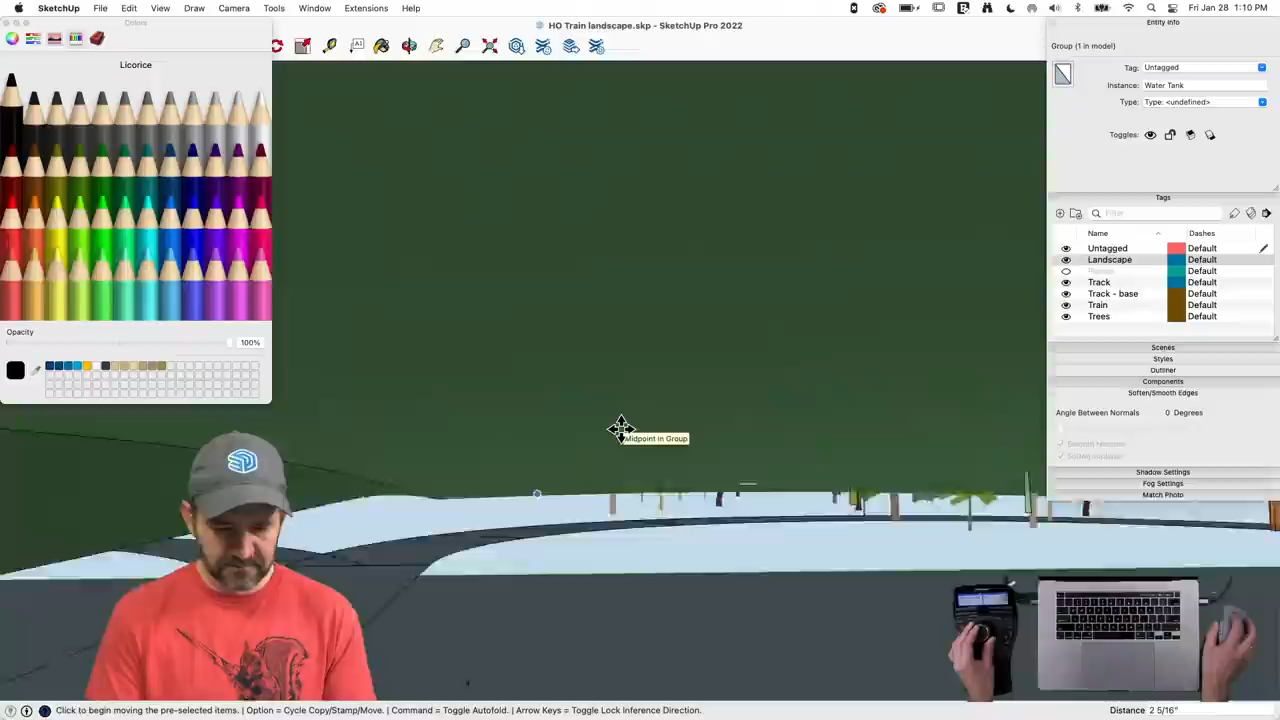 SketchUp File Edit View Draw Camera Tools Window Extensions Help Fri Jan 28 1:10 PM
Colors
HO Train landscape.skp - SketchUp Pro 2022
Entity Info
Group (1 in model)
Licorice
Tag: Untagged
Instance: Water Tank
Type: Type: <undefined>
Toggles:
Tags
Filter
Name Dashes
Untagged Default
Landscape Default
Default
Track Default
Track - base Default
Train Default
Trees Default
Opacity
100%
Scenes
Styles
Outliner
Components
Soften/Smooth Edges
Angle Between Normals 0 Degrees
Smooth Normals
Soften coplanar
Midpoint in Group
Shadow Settings
Fog Settings
Match Photo
Click to begin moving the pre-selected items. | Option = Cycle Copy/Stamp/Move. | Command = Toggle Autofold. | Arrow Keys = Toggle Lock Inference Direction. Distance 2 5/16"